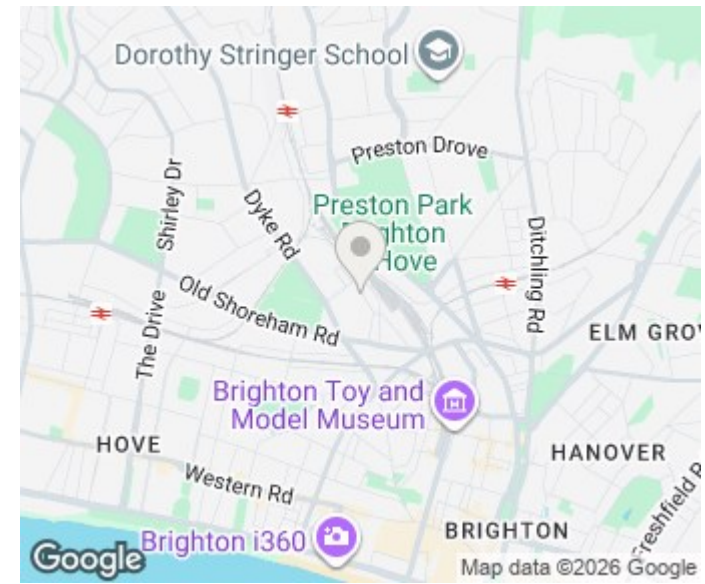 Dorothy Stringer School
Preston Drove
Shirley Dr
Dyke Rd
Preston Park
Hove
Ditchling Rd
Old Shoreham Rd
The Drive
ELM
Brighton Toy and
Model Museum
HOVE
HANOVER
Western Rd
Freshfield
Brighton i360
BRIGHTON
Google
Map data ©2026 Google